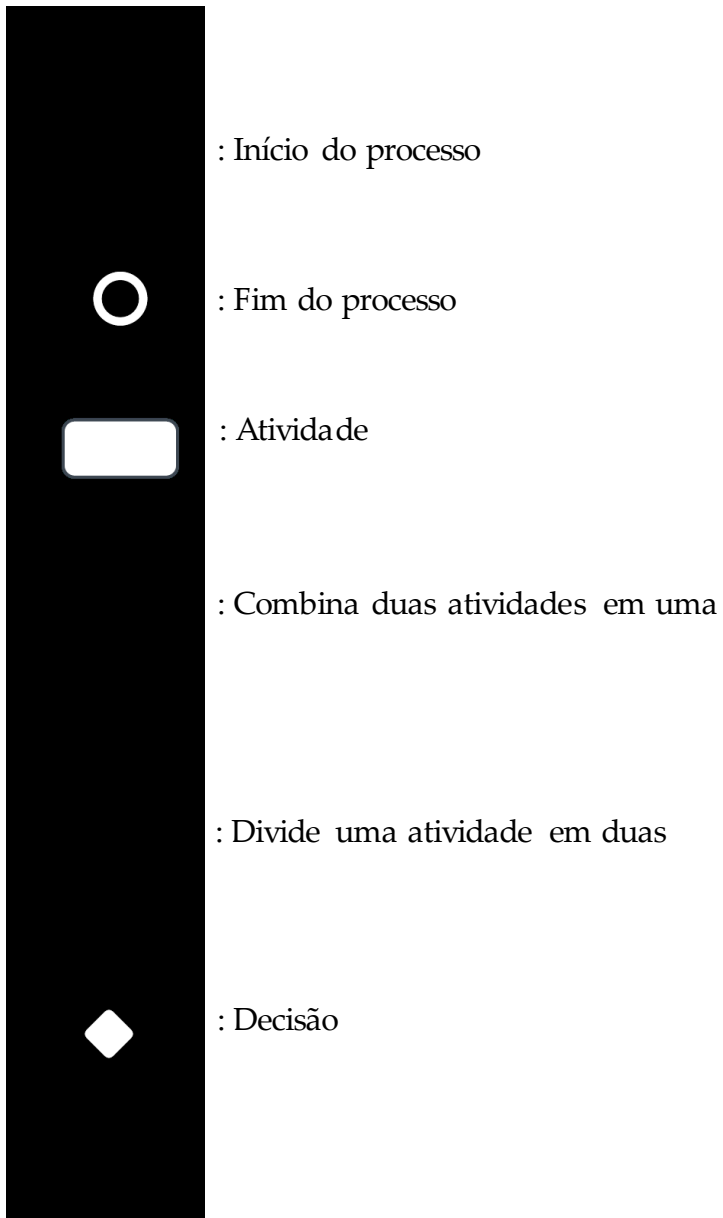 : Início do processo
: Fim do processo
: Atividade
: Combina duas atividades em uma
: Divide uma atividade em duas
: Decisão